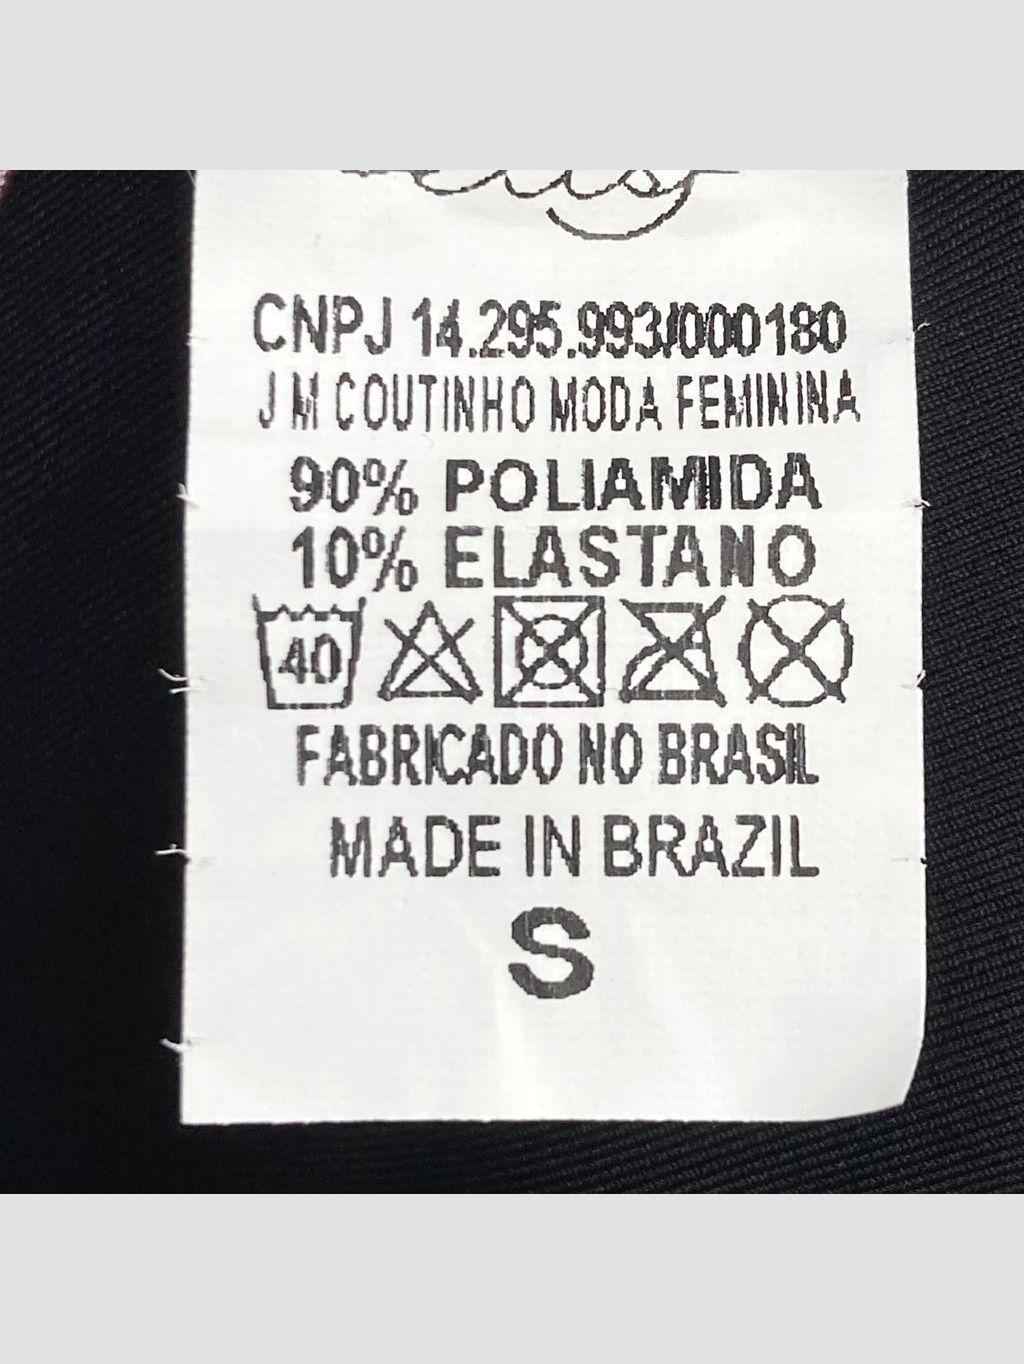 CNPJ 14.295.993/000180
J M COUTINHO MODA FEMININA
90% POLIAMIDA
10% ELASTANO
40
FABRICADO NO BRASIL
MADE IN BRAZIL
S